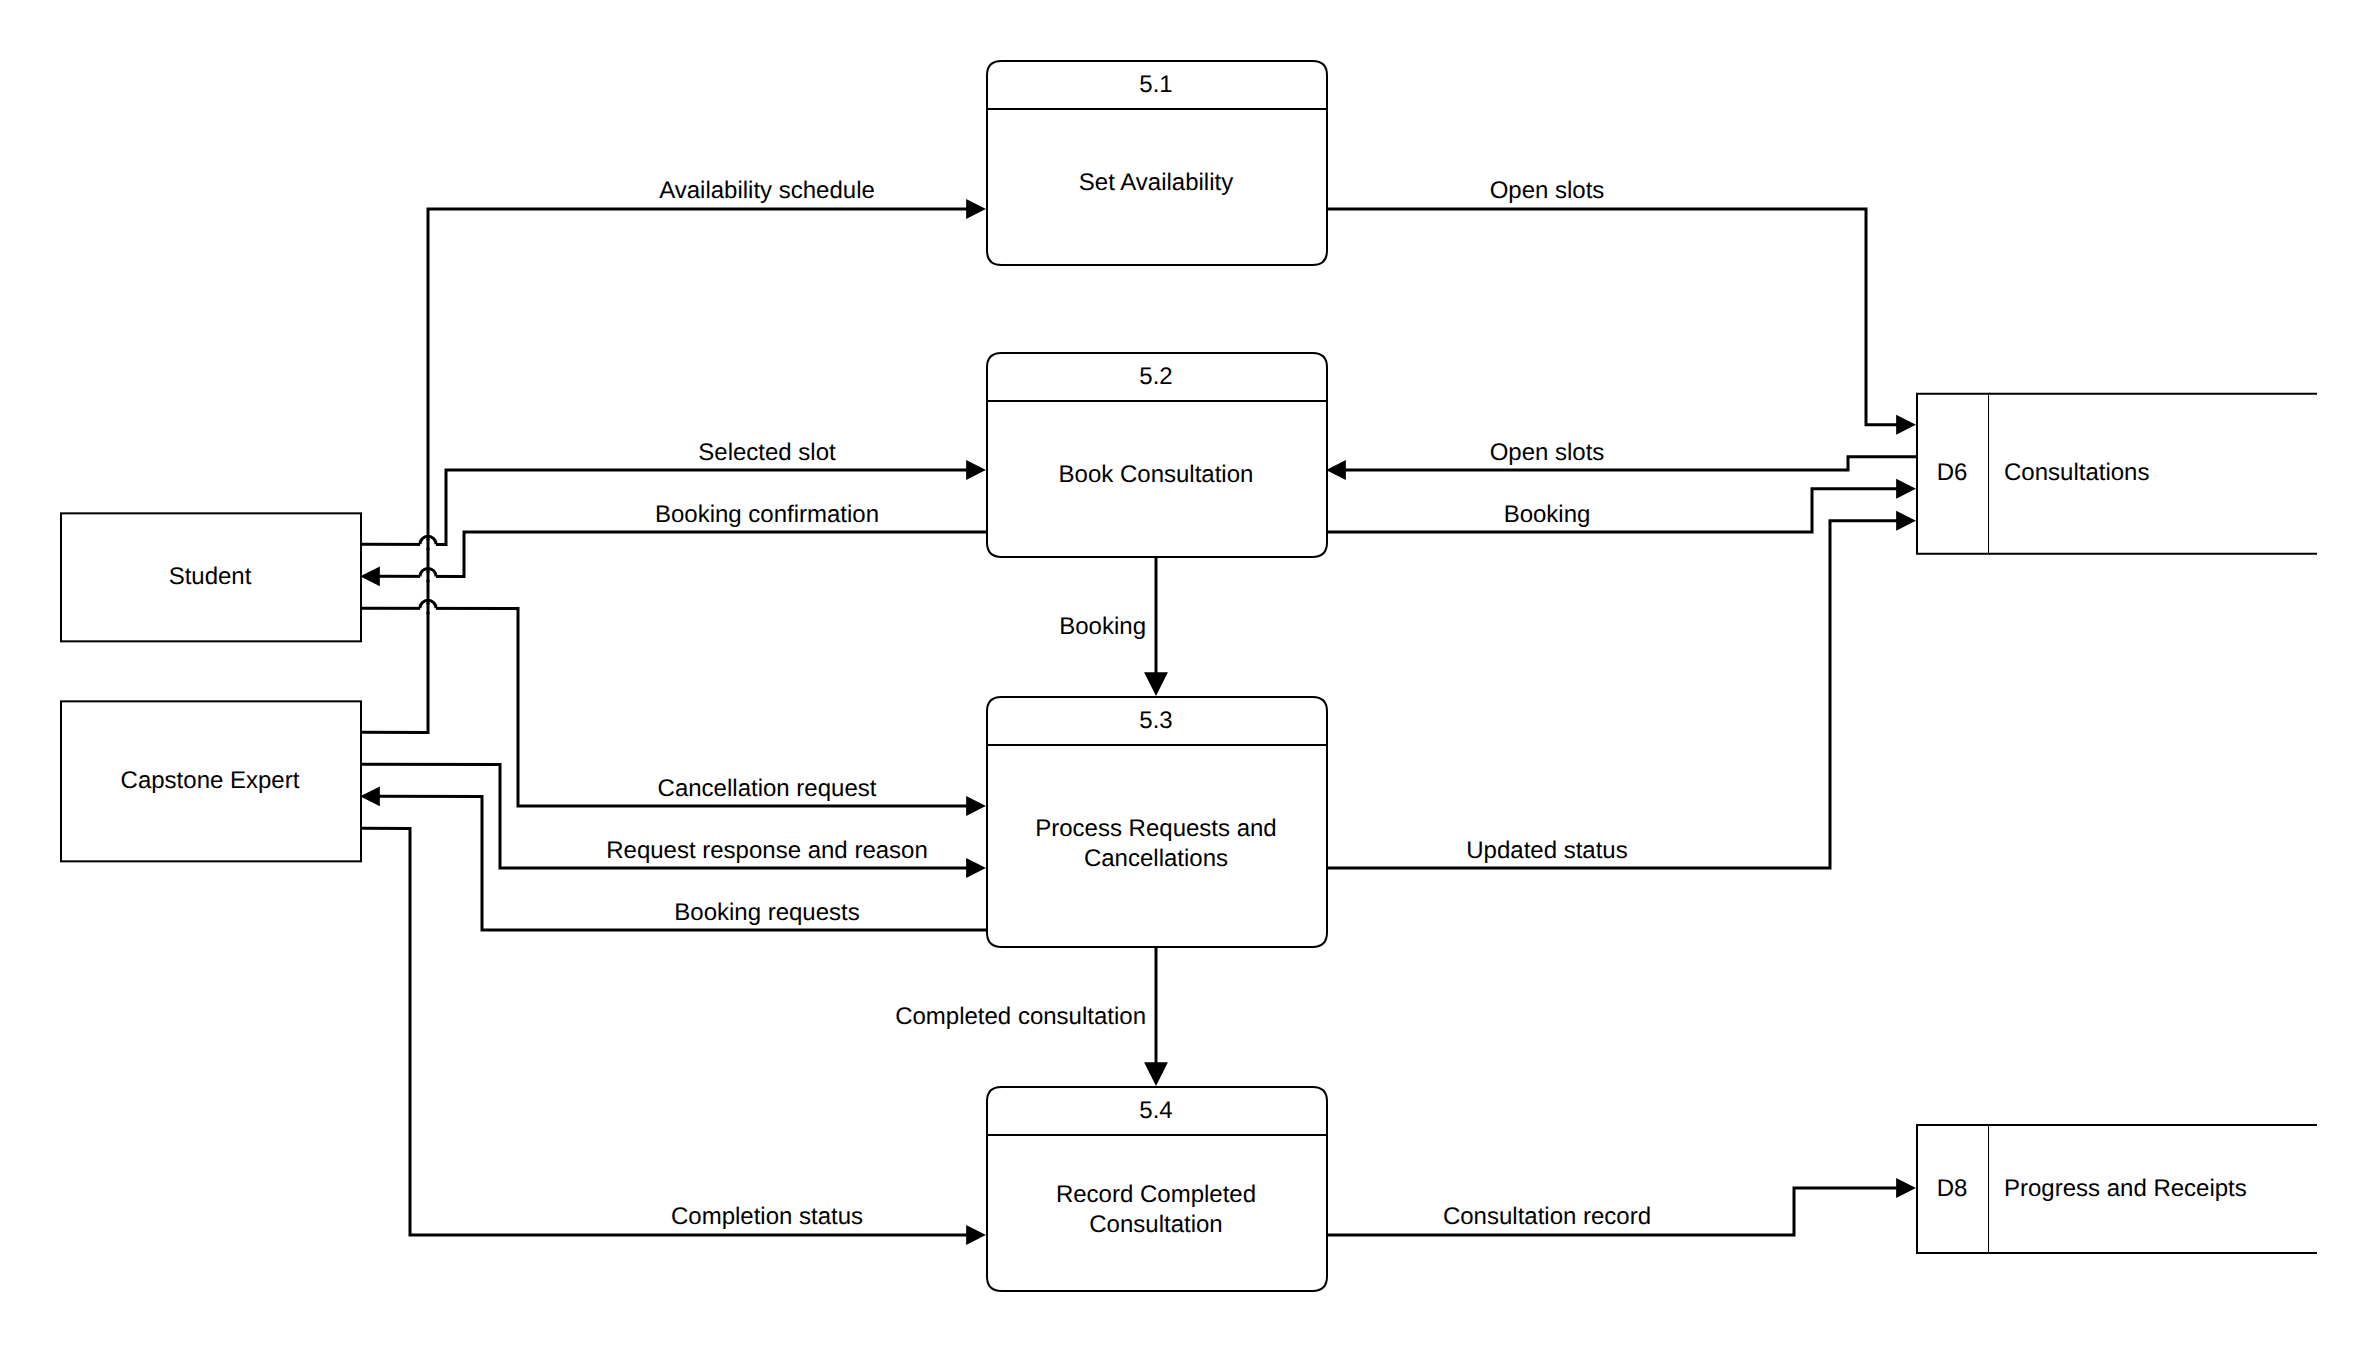 5.1
Set Availability
Availability schedule
Open slots
5.2
Book Consultation
Selected slot
Open slots
Booking confirmation
Booking
D6
Consultations
Student
Booking
5.3
Process Requests and
Cancellations
Capstone Expert
Cancellation request
Request response and reason
Updated status
Booking requests
Completed consultation
5.4
Record Completed
Consultation
Completion status
Consultation record
D8
Progress and Receipts